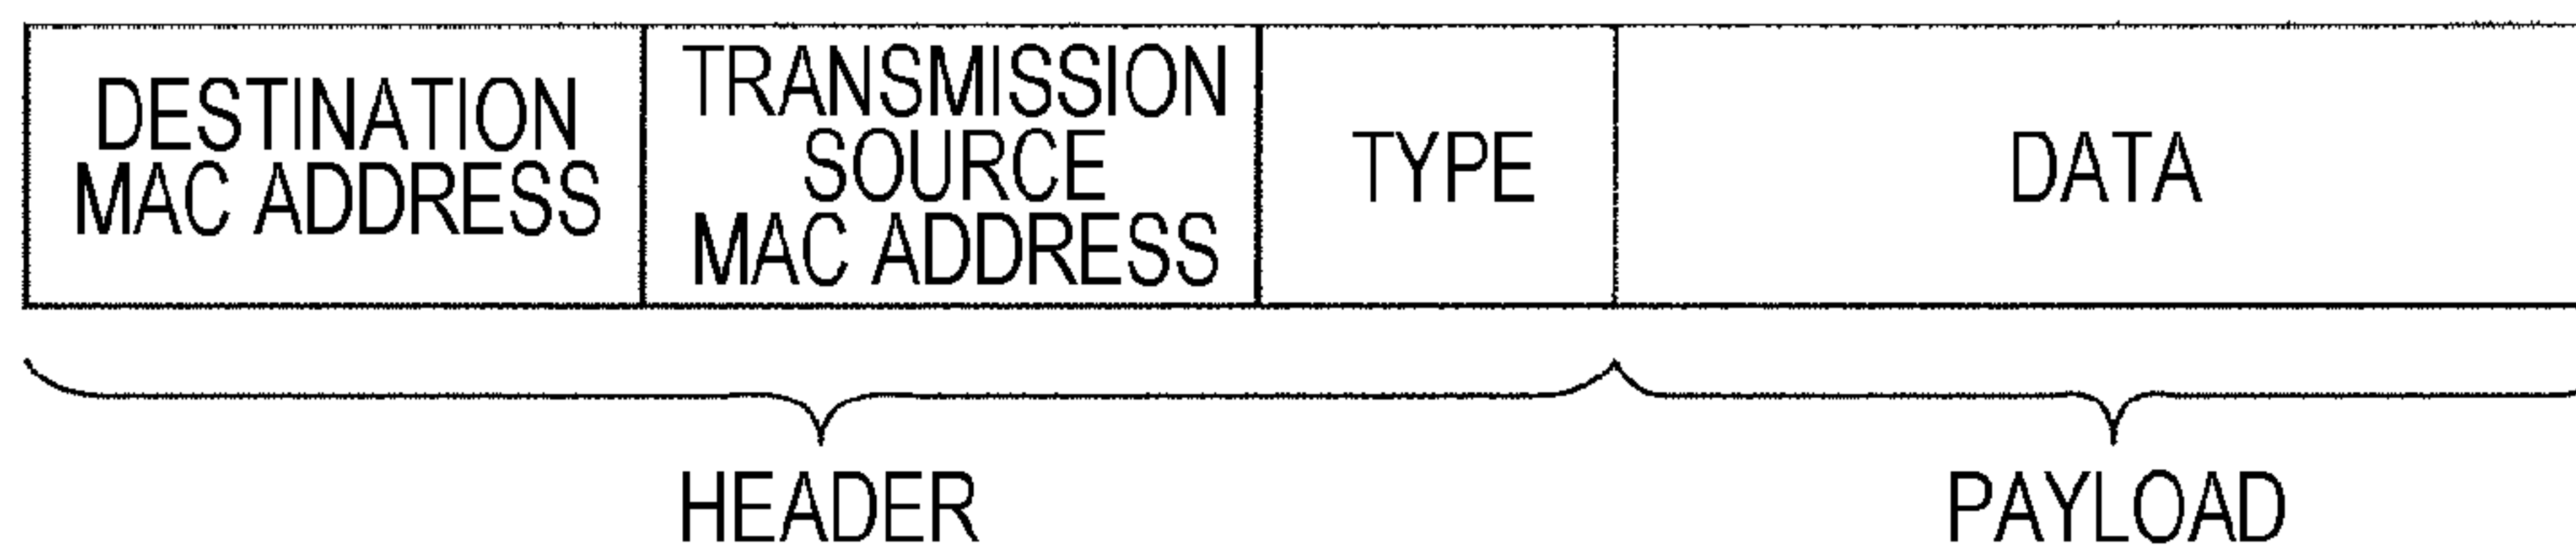 DESTINATION
MAC ADDRESS
TRANSMISSION
SOURCE
MAC ADDRESS
TYPE
DATA
HEADER
PAYLOAD